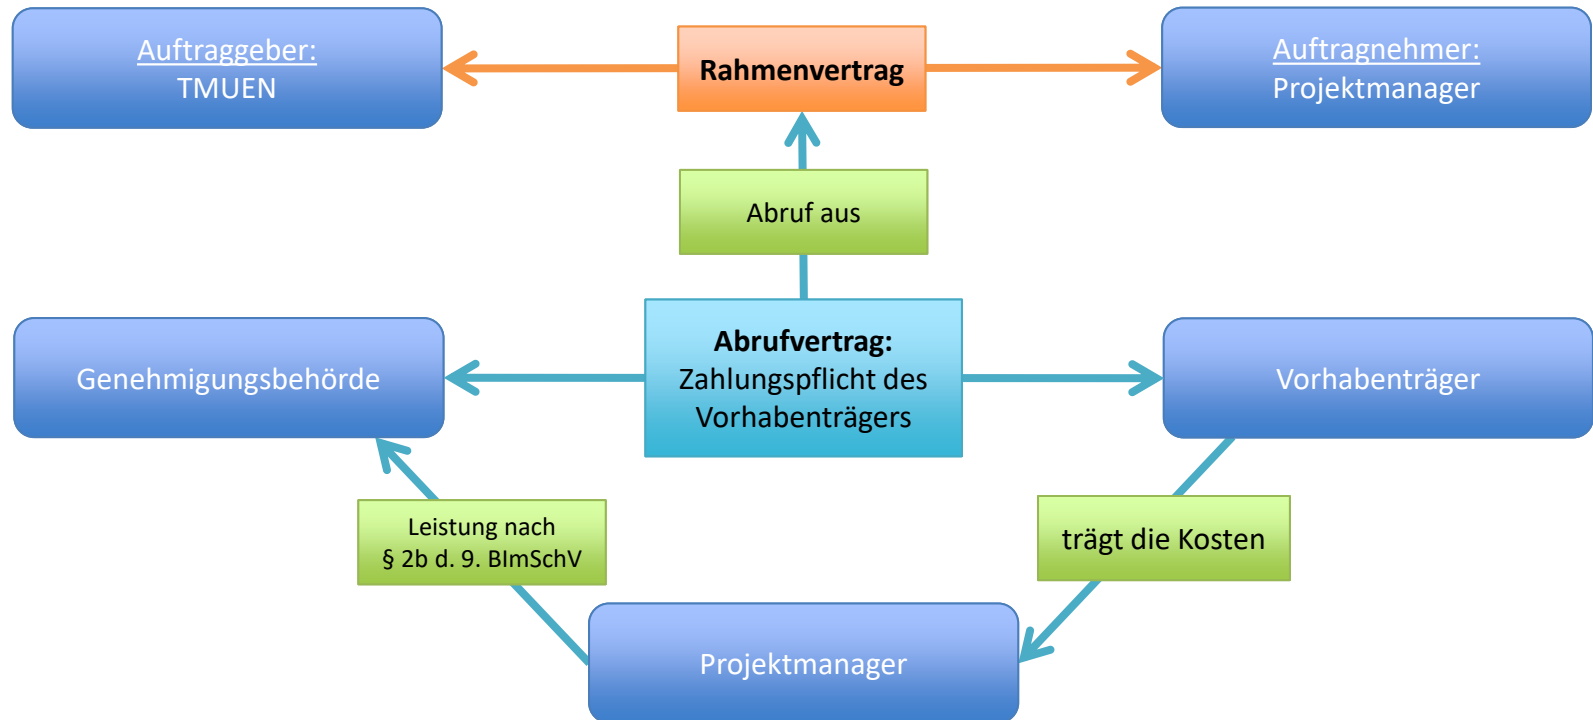 Auftraggeber:
TMUEN
Rahmenvertrag
Auftragnehmer:
Projektmanager
Abruf aus
Genehmigungsbehörde
Abrufvertrag:
Zahlungspflicht des
Vorhabenträgers
Vorhabenträger
Leistung nach
§ 2b d. 9. BImSchV
trägt die Kosten
Projektmanager